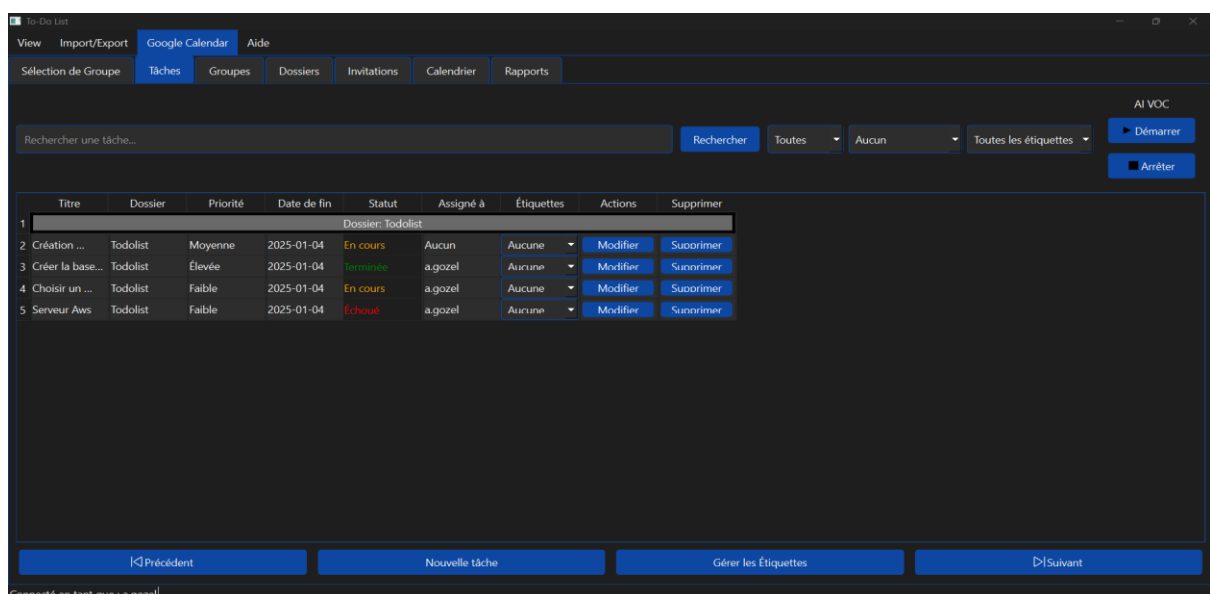 To-Do List
View Import/Export Google Calendar Aide
Sélection de Groupe Tâches Groupes Dossiers Invitations Calendrier Rapports
AI VOC
Rechercher une tâche... Rechercher Toutes Aucun Toutes les étiquettes Démarrer
Arrêter
Titre Dossier Priorité Date de fin Statut Assigné à Étiquettes Actions Supprimer
1 Dossier: Todolist
2 Création ... Todolist Moyenne 2025-01-04 En cours Aucun Aucune Modifier Supprimer
3 Créer la base... Todolist Élevée 2025-01-04 Terminée a.gozel Aucune Modifier Supprimer
4 Choisir un ... Todolist Faible 2025-01-04 En cours a.gozel Aucune Modifier Supprimer
5 Serveur Aws Todolist Faible 2025-01-04 Échoué a.gozel Aucune Modifier Supprimer
Précédent Nouvelle tâche Gérer les Étiquettes Suivant
Connecté en tant que : a.gozel